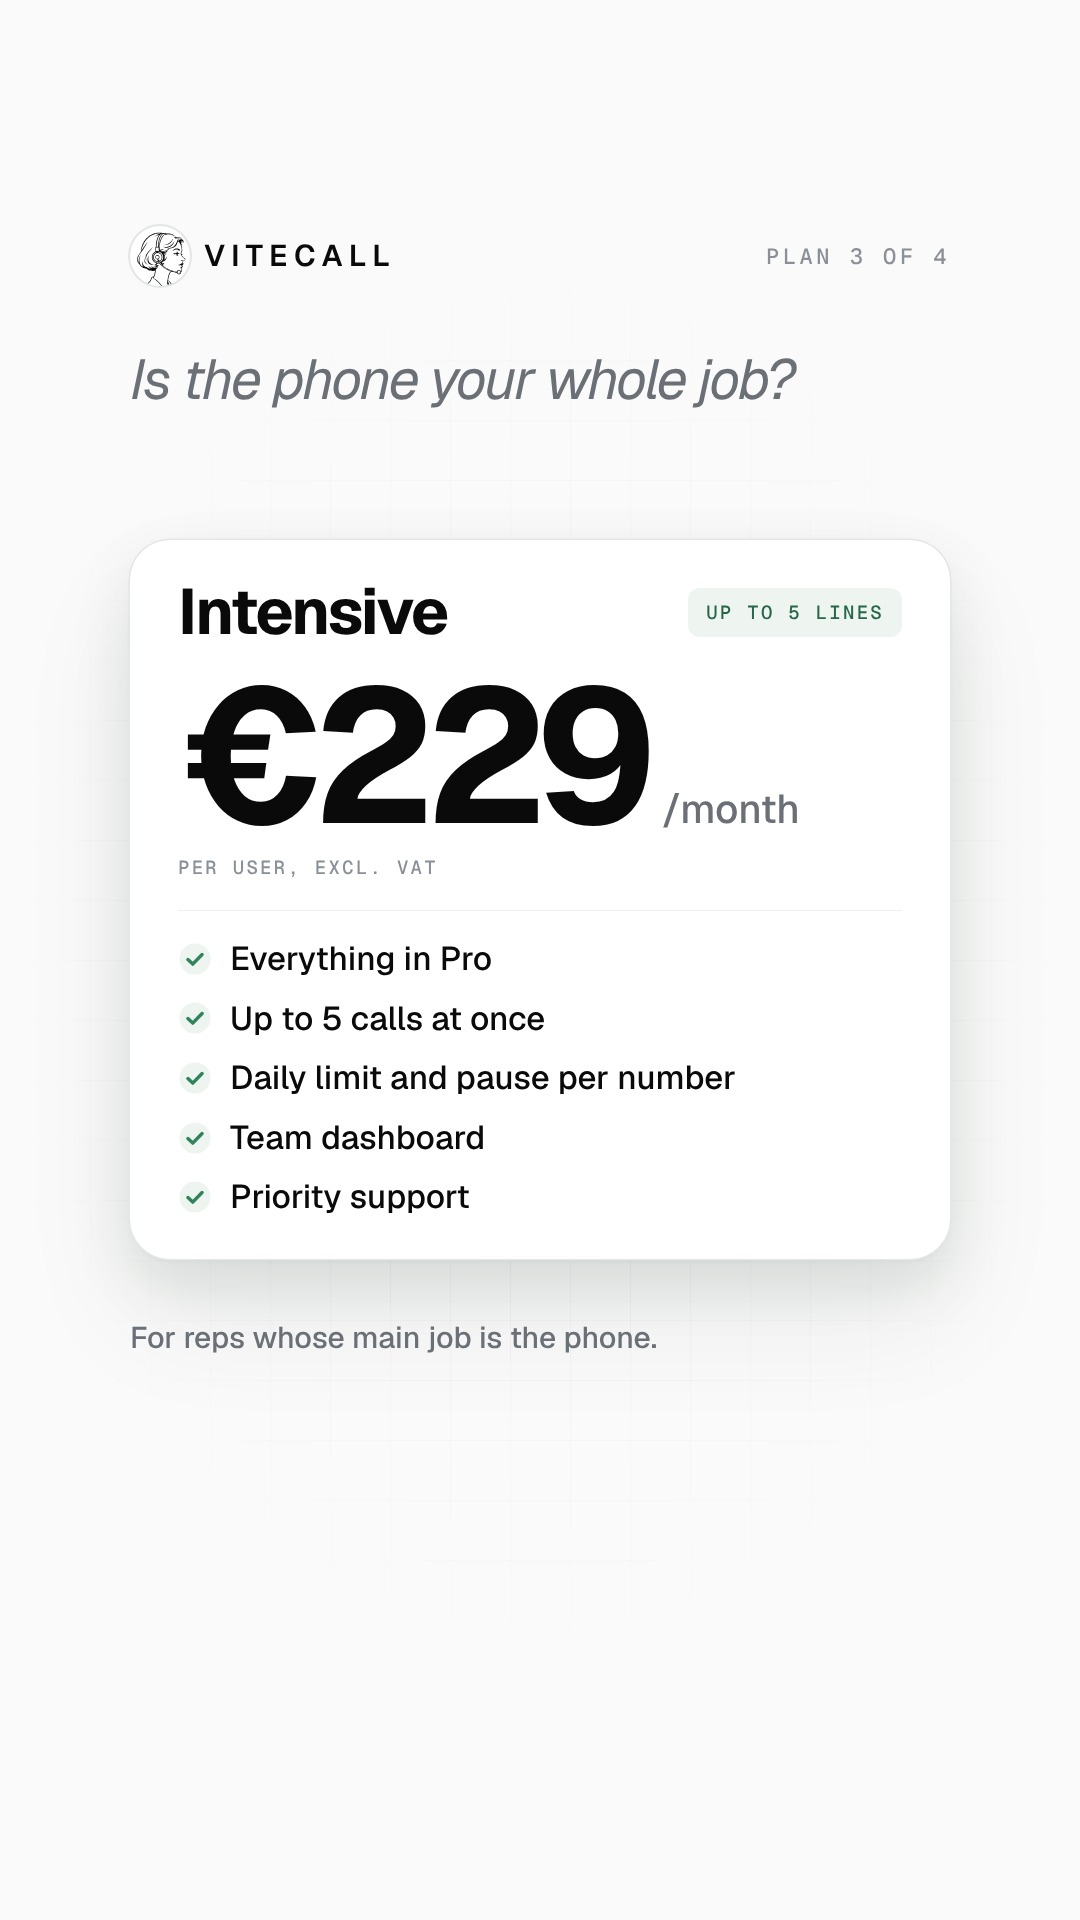 VITECALL
PLAN 3 OF 4
Is the phone your whole job?
Intensive
UP TO 5 LINES
€229 /month
PER USER, EXCL. VAT
Everything in Pro
Up to 5 calls at once
Daily limit and pause per number
Team dashboard
Priority support
For reps whose main job is the phone.